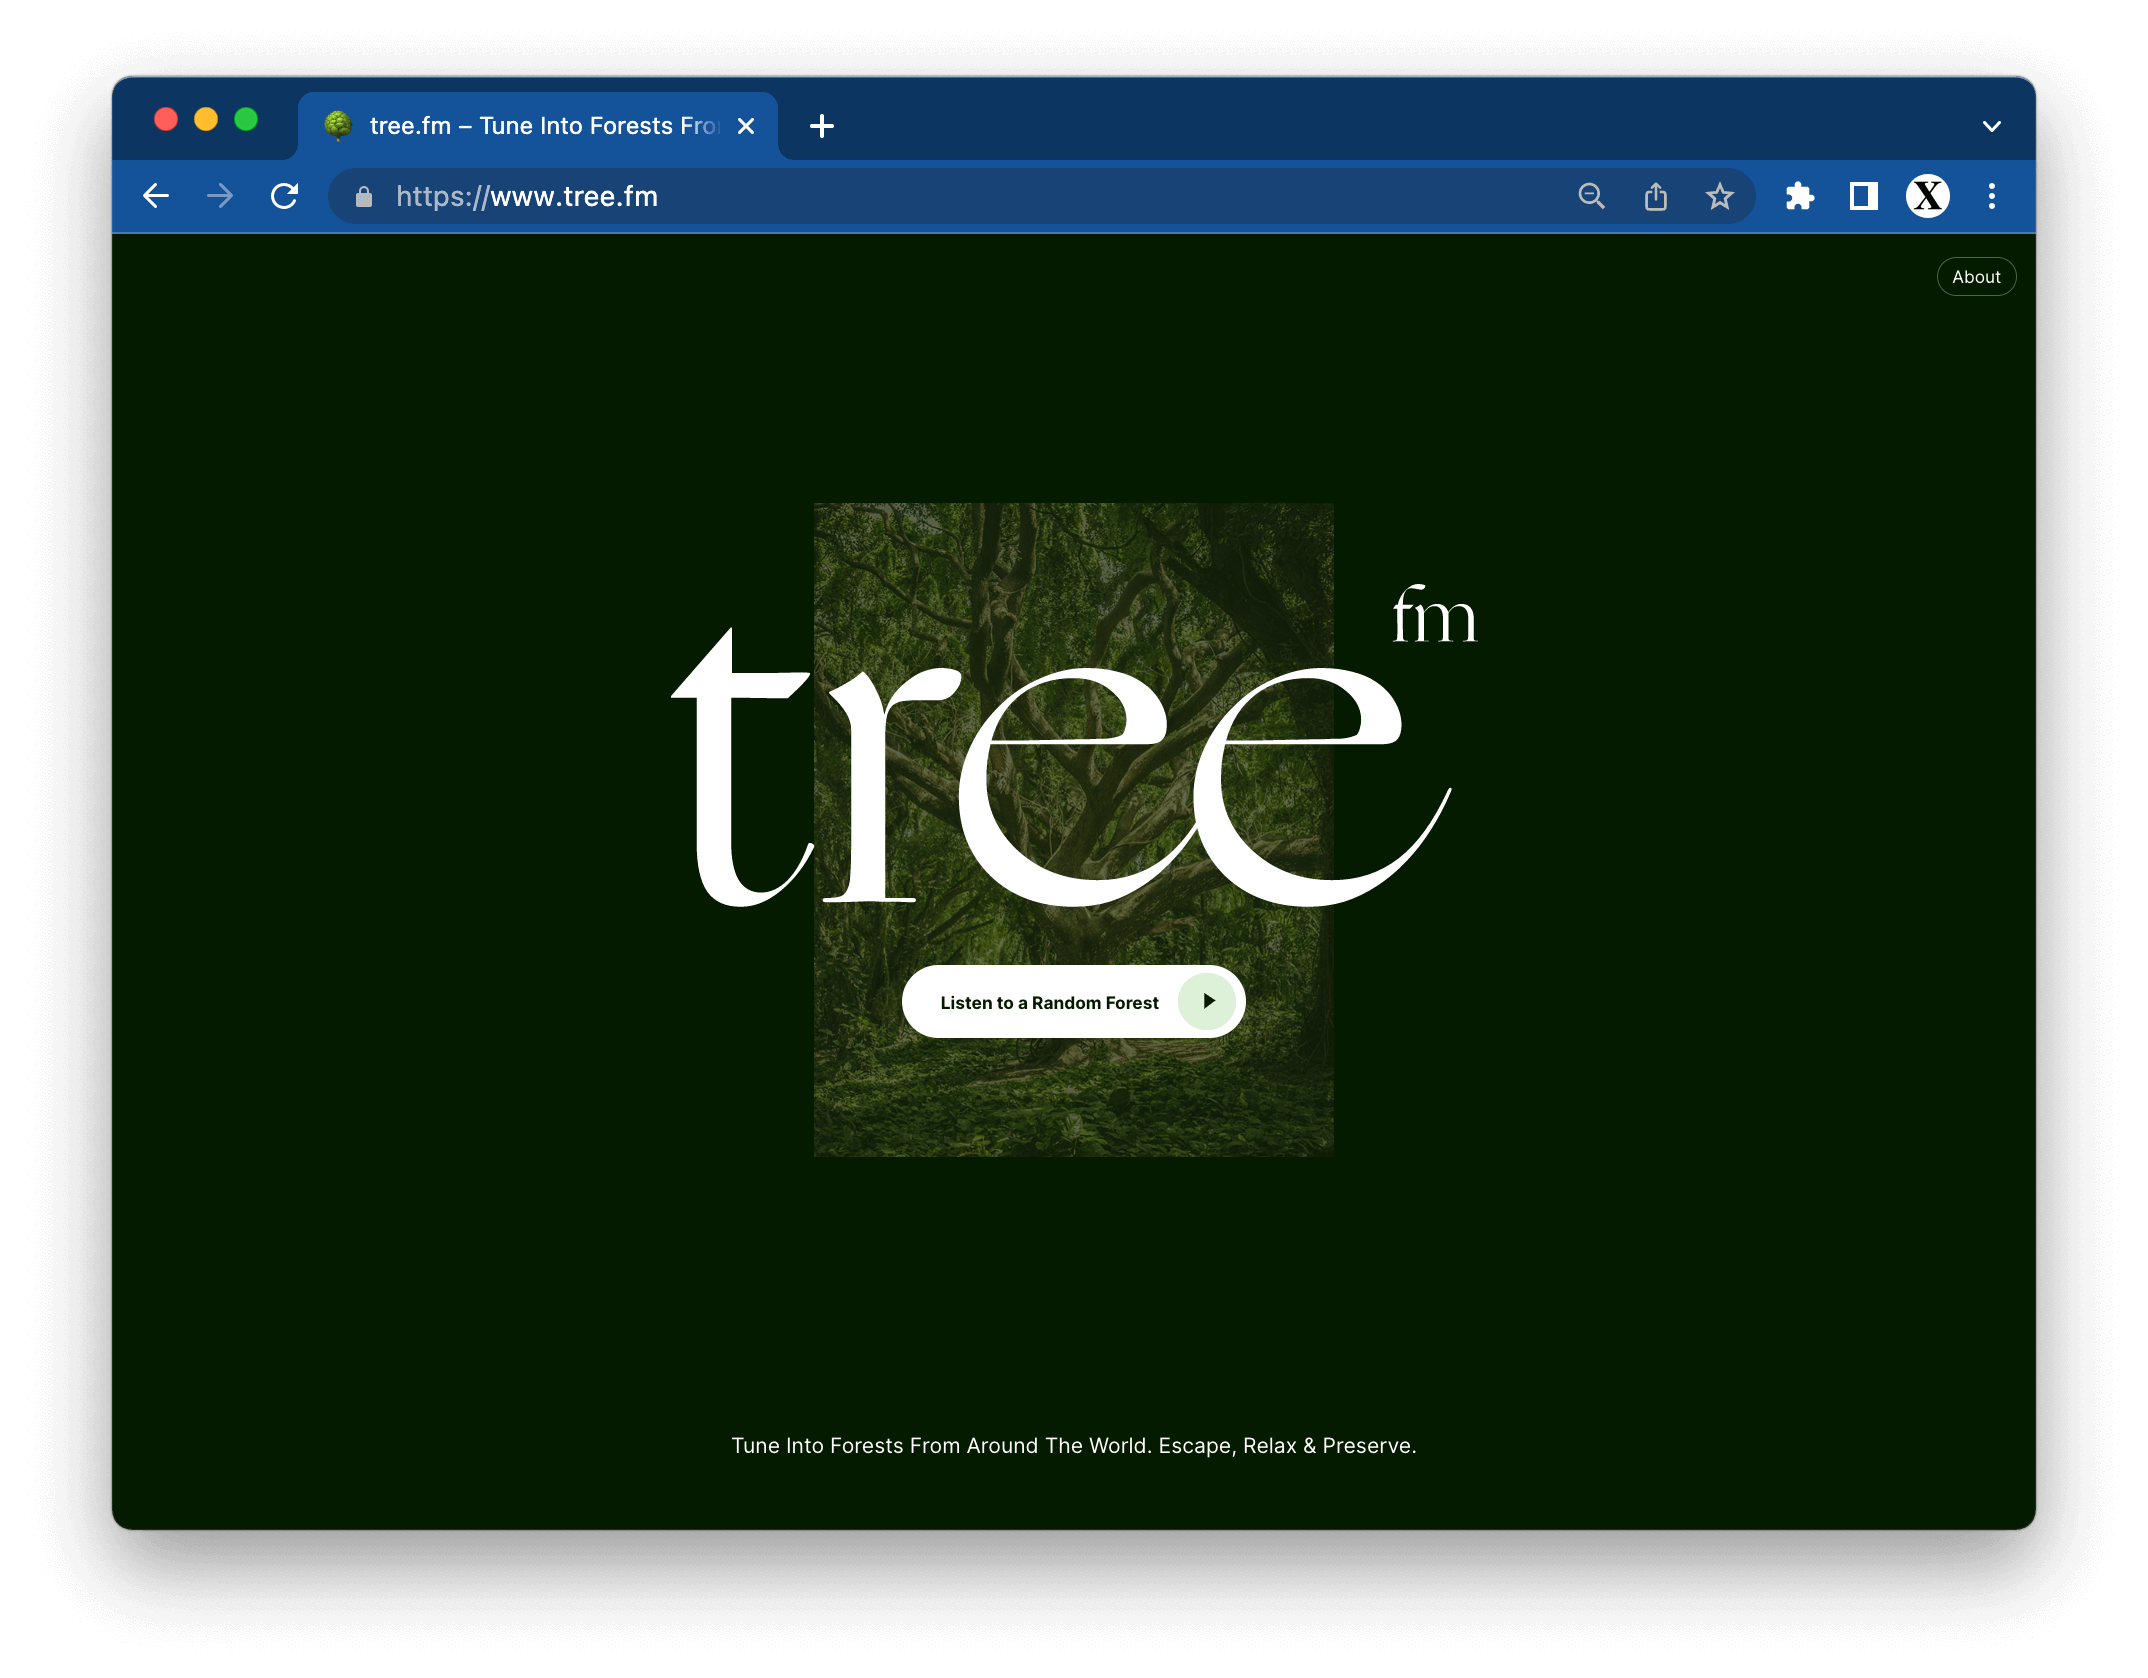 tree.fm – Tune Into Forests Fro
https://www.tree.fm
X
About
fm
tree
Listen to a Random Forest
Tune Into Forests From Around The World. Escape, Relax & Preserve.